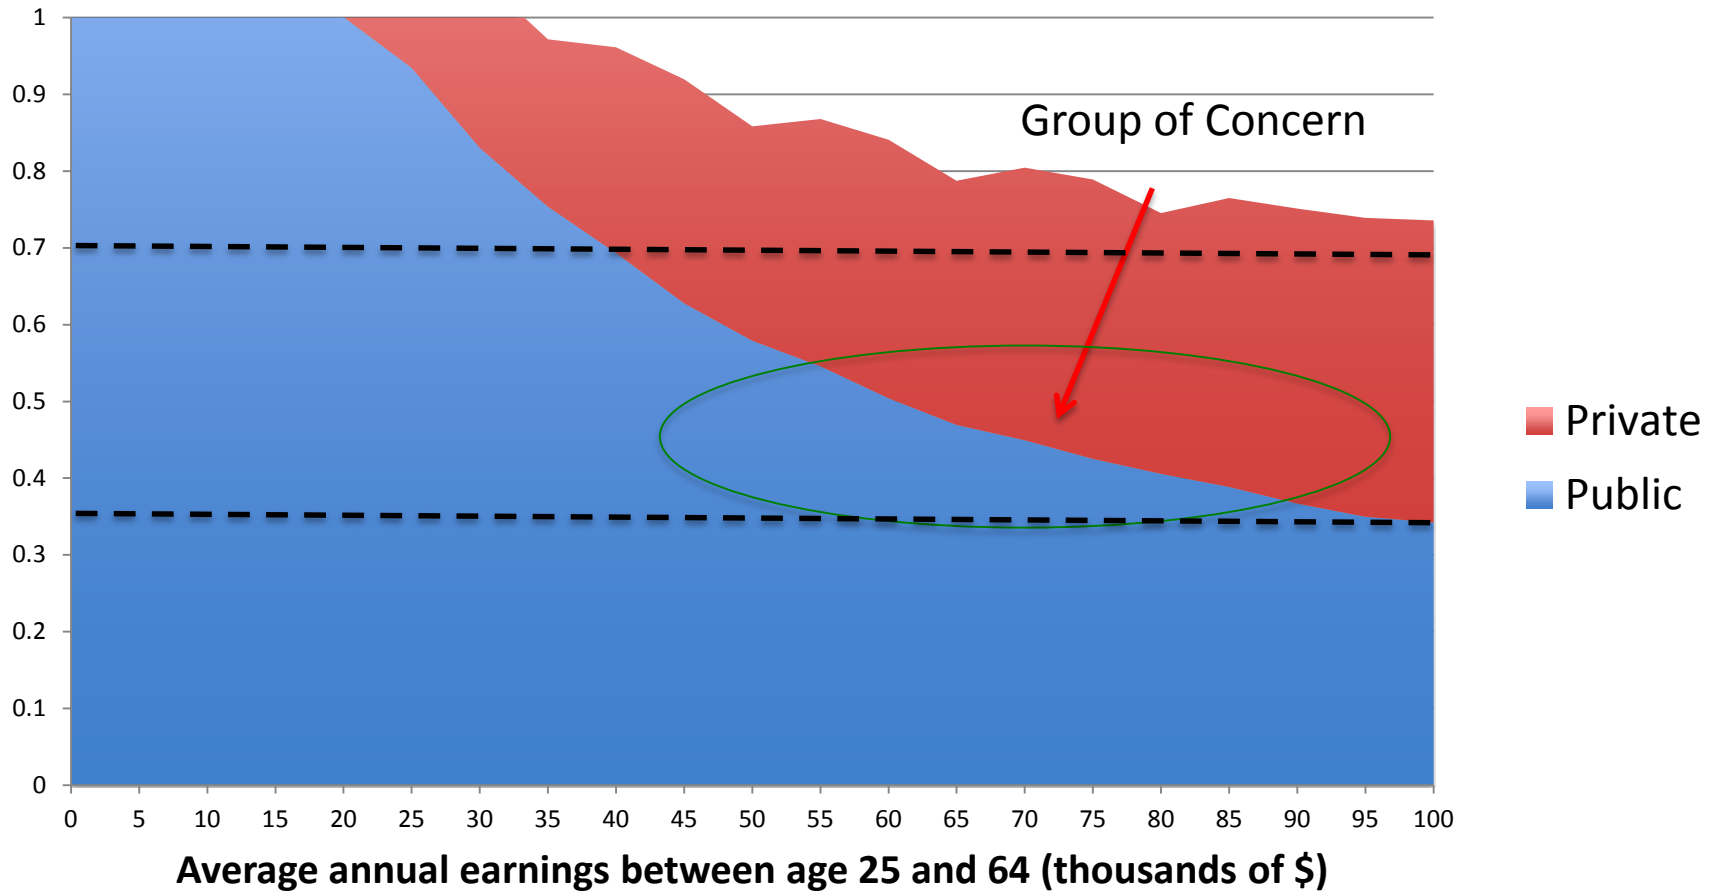 1
0.9
Group of Concern
0.8
0.7
0.6
0.5
Private
0.4
Public
0.3
0.2
0.1
0
0 5 10 15 20 25 30 35 40 45 50 55 60 65 70 75 80 85 90 95 100
Average annual earnings between age 25 and 64 (thousands of $)